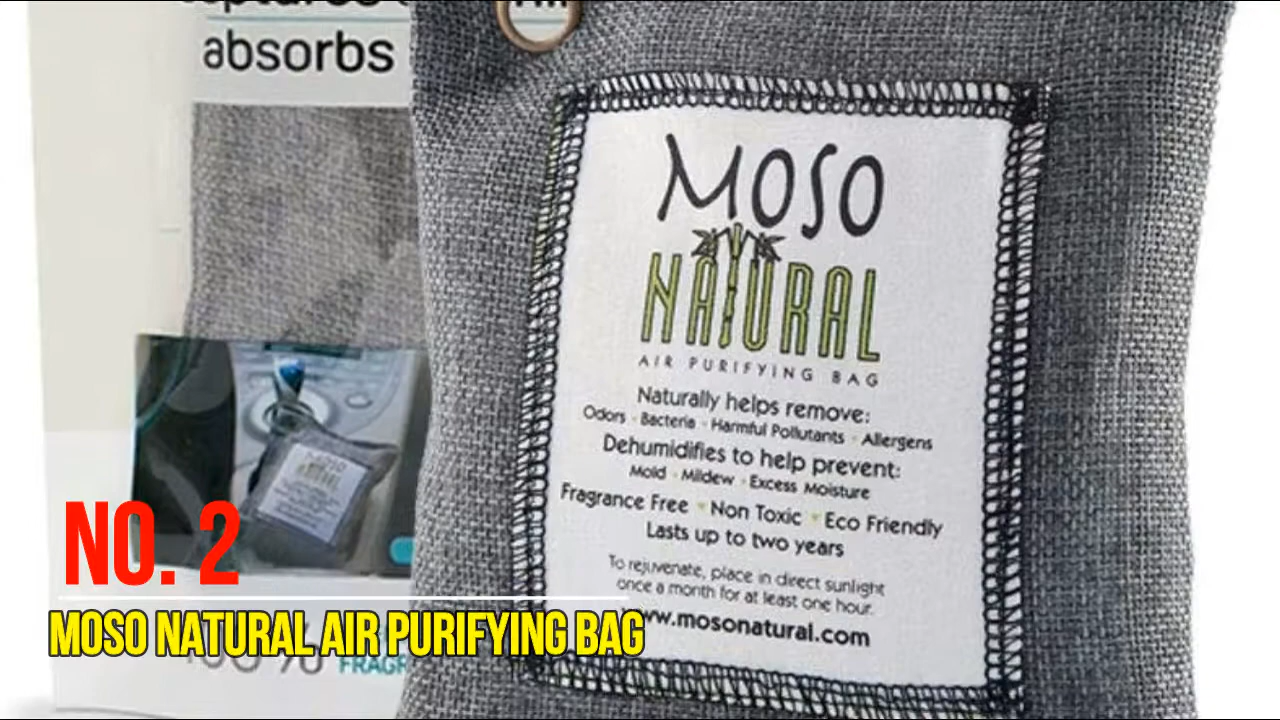 absorbs
MOSO
NATURAL
AIR PURIFYING BAG
Naturally helps remove:
Odors · Bacteria · Harmful Pollutants · Allergens
Dehumidifies to help prevent:
Mold · Mildew · Excess Moisture
Fragrance Free · Non Toxic · Eco Friendly
Lasts up to two years
To rejuvenate, place in direct sunlight
once a month for at least one hour.
www.mosonatural.com
MOSO
NATURAL
NO. 2
MOSO NATURAL AIR PURIFYING BAG